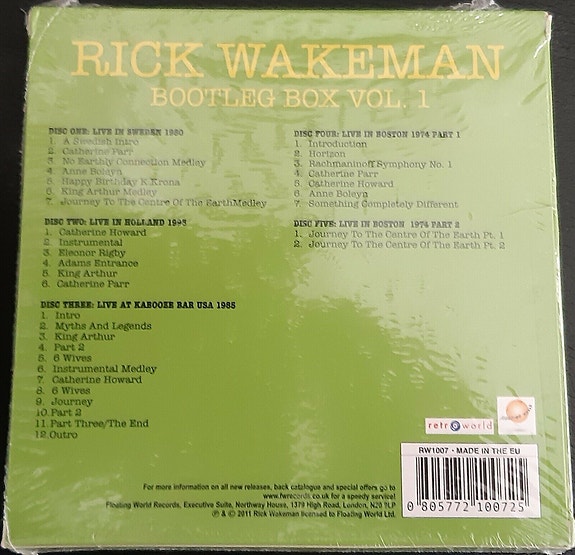 RICK WAKEMAN
BOOTLEG BOX VOL. 1
DISC ONE: LIVE IN SWEDEN 1980
1. A Swedish Intro
2. Catherine Parr
3. No Earthly Connection Medley
4. Anne Boleyn
5. Happy Birthday K.Krona
6. King Arthur Medley
7. Journey To The Centre Of The EarthMedley
DISC TWO: LIVE IN HOLLAND 1993
1. Catherine Howard
2. Instrumental
3. Eleonor Rigby
4. Adams Entrance
5. King Arthur
6. Catherine Parr
DISC THREE: LIVE AT KABOOZE BAR USA 1985
1. Intro
2. Myths And Legends
3. King Arthur
4. Part 2
5. 6 Wives
6. Instrumental Medley
7. Catherine Howard
8. 6 Wives
9. Journey
10. Part 2
11. Part Three/The End
12. Outro
DISC FOUR: LIVE IN BOSTON 1974 PART 1
1. Introduction
2. Horizon
3. Rachmaninoff Symphony No. 1
4. Catherine Parr
5. Catherine Howard
6. Anne Boleyn
7. Something Completely Different
DISC FIVE: LIVE IN BOSTON 1974 PART 2
1. Journey To The Centre Of The Earth Pt. 1
2. Journey To The Centre Of The Earth Pt. 2
retr world
RW1007 - MADE IN THE EU
0 805772 100725
For more information on all new releases, back catalogue and special offers go to
www.fwrecords.co.uk for a speedy service!
Floating World Records, Executive Suite, Northway House, 1379 High Road, London, N20 9LP
℗ & © 2011 Rick Wakeman licensed to Floating World Ltd.